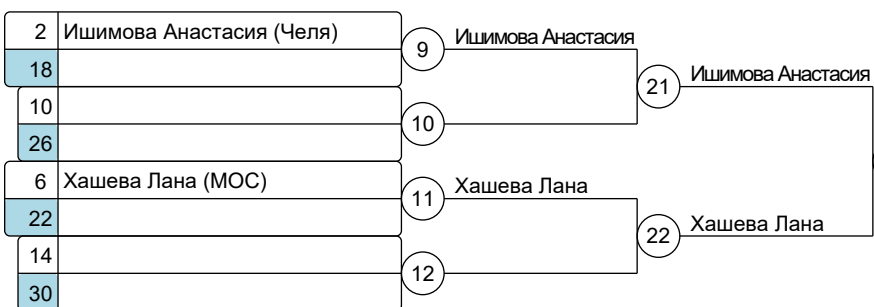 2 Ишимова Анастасия (Челя)
9 Ишимова Анастасия
18
21 Ишимова Анастасия
10
10
26
6 Хашева Лана (МОС)
11 Хашева Лана
22
22 Хашева Лана
14
12
30